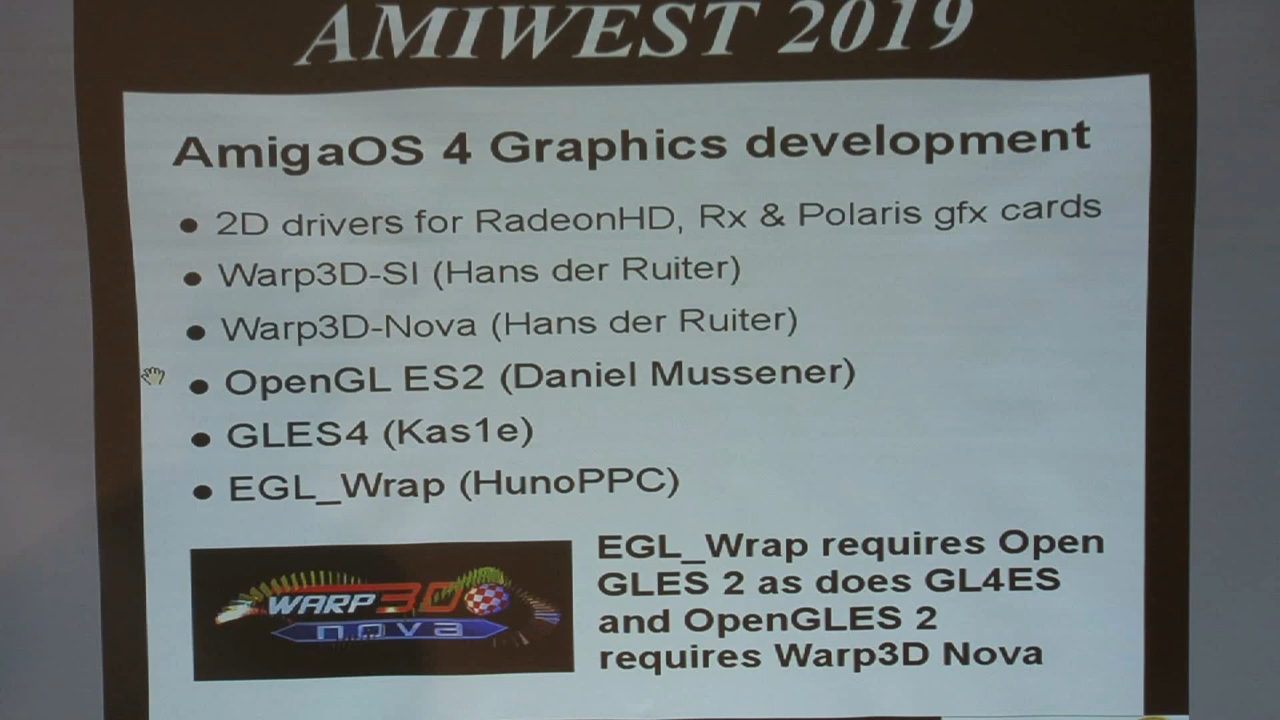 AMIWEST 2019
AmigaOS 4 Graphics development
• 2D drivers for RadeonHD, Rx & Polaris gfx cards
• Warp3D-SI (Hans der Ruiter)
• Warp3D-Nova (Hans der Ruiter)
• OpenGL ES2 (Daniel Mussener)
• GLES4 (Kas1e)
• EGL_Wrap (HunoPPC)
WARP3D
nova
EGL_Wrap requires Open
GLES 2 as does GL4ES
and OpenGLES 2
requires Warp3D Nova